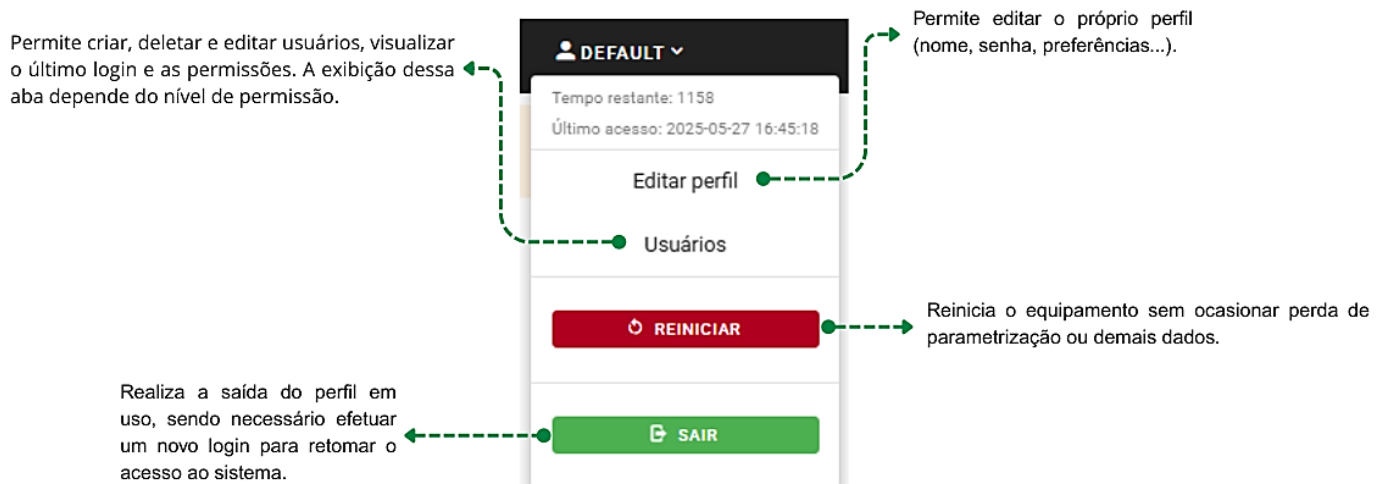 Permite criar, deletar e editar usuários, visualizar
o último login e as permissões. A exibição dessa
aba depende do nível de permissão.
DEFAULT
Permite editar o próprio perfil
(nome, senha, preferências...).
Tempo restante: 1158
Último acesso: 2025-05-27 16:45:18
Editar perfil
Usuários
REINICIAR
Reinicia o equipamento sem ocasionar perda de
parametrização ou demais dados.
Realiza a saída do perfil em
uso, sendo necessário efetuar
um novo login para retomar o
acesso ao sistema.
SAIR